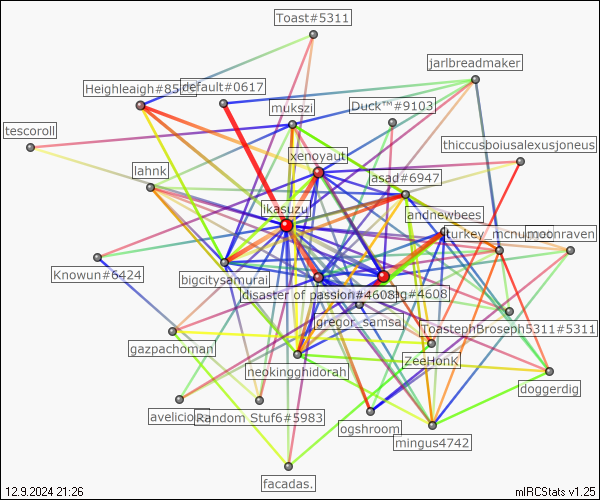 Toast#5311
jarlbreadmaker
Heighleaigh#85
default#0617
mukszi
Duck™#9103
tescoroll
thiccusboiusalexusjoneus
xenoyaut
lahnk
asad#6947
ikasuzu
andnewbees
turkey_mcnu
moonraven
Knowun#6424
bigcitysamurai
disaster of passion#4608
ng#4608
gregor_samsa
ToastephBroseph5311#5311
gazpachoman
ZeeHonK
neokingghidorah
doggerdig
avelicio
Random Stuf6#5983
ogshroom
mingus4742
facadas.
12.9.2024 21:26
mIRCStats v1.25